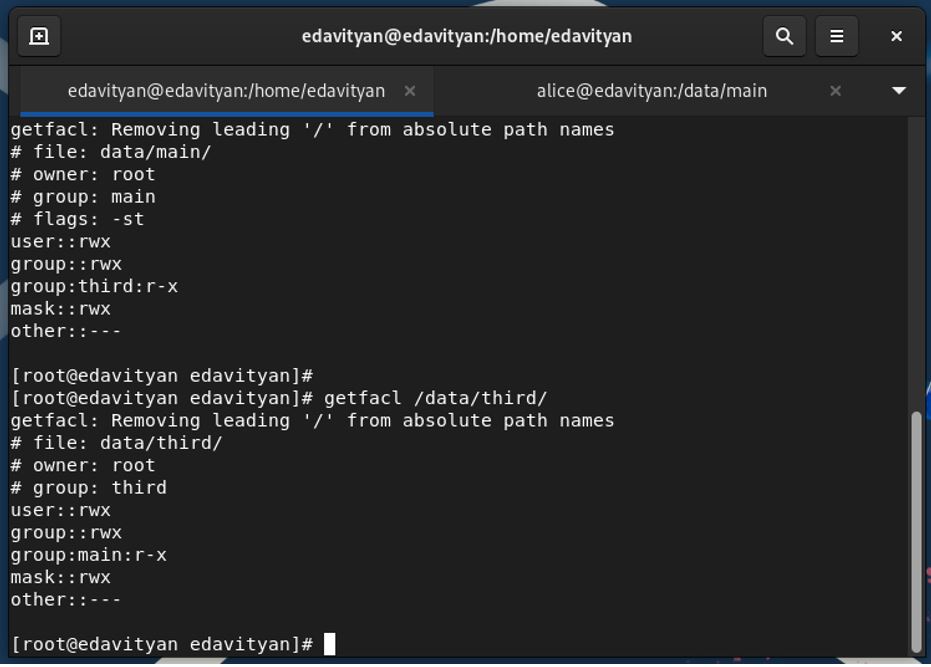 edavityan@edavityan:/home/edavityan
edavityan@edavityan:/home/edavityan
alice@edavityan:/data/main
getfacl: Removing leading '/' from absolute path names
# file: data/main/
# owner: root
# group: main
# flags: -st
user::rwx
group::rwx
group:third:r-x
mask::rwx
other::---
[root@edavityan edavityan]#
[root@edavityan edavityan]# getfacl /data/third/
getfacl: Removing leading '/' from absolute path names
# file: data/third/
# owner: root
# group: third
user::rwx
group::rwx
group:main:r-x
mask::rwx
other::---
[root@edavityan edavityan]#